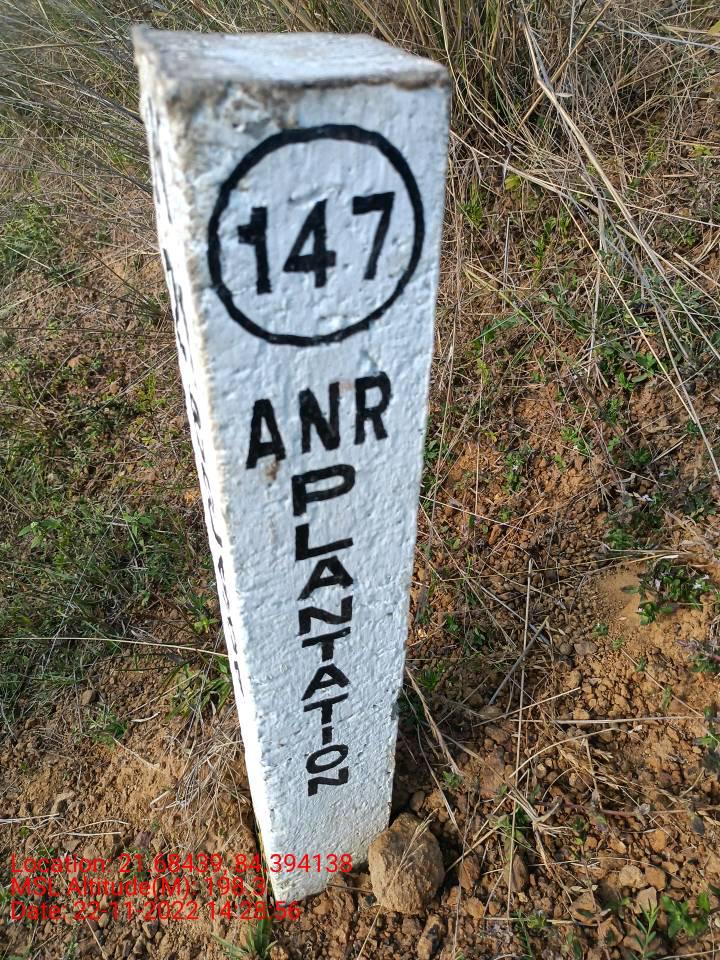 147
ANR
PLANTATION
Location: 21.68439, 84.394138
MSL Altitude(M): 198.3
Date: 22-11-2022 14:28:56